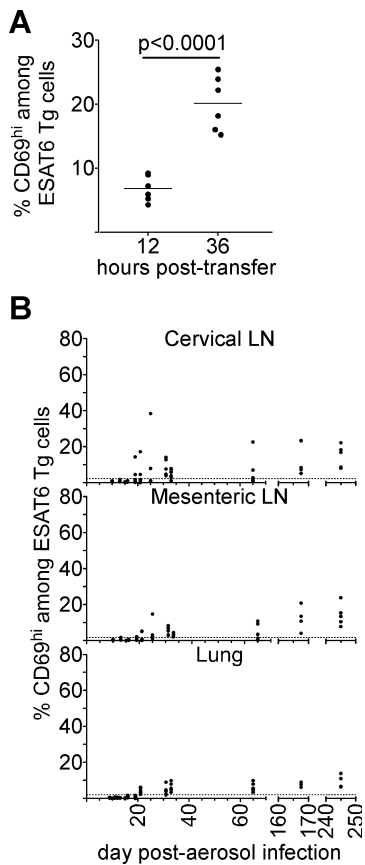 A
p<0.0001
30
20
10
% CD69hi among
ESAT6 Tg cells
12 36
hours post-transfer
B
% CD69hi among ESAT6 Tg cells
Cervical LN
80
60
40
20
Mesenteric LN
80
60
40
20
Lung
80
60
40
20
20 40 60 160 170 240 250
day post-aerosol infection